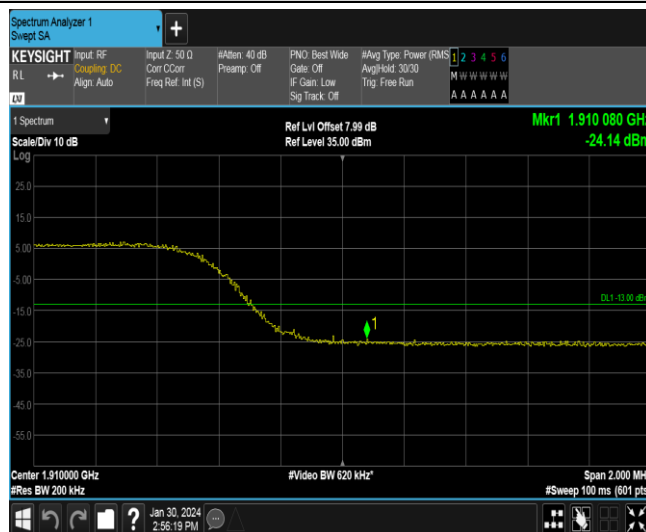 Spectrum Analyzer 1
Swept SA
+
KEYSIGHT
RL
LXI
Input: RF
Coupling: DC
Align: Auto
Input Z: 50 Ω
Corr CCorr
Freq Ref: Int (S)
#Atten: 40 dB
Preamp: Off
PNO: Best Wide
Gate: Off
IF Gain: Low
Sig Track: Off
#Avg Type: Power (RMS
Avg|Hold: 30/30
Trig: Free Run
1 2 3 4 5 6
M W W W W W
A A A A A A
1 Spectrum
Scale/Div 10 dB
Log
Ref Lvl Offset 7.99 dB
Ref Level 35.00 dBm
Mkr1 1.910 080 GHz
-24.14 dBm
25.0
15.0
5.00
-5.00
-15.0
-25.0
-35.0
-45.0
-55.0
DL1 -13.00 dBm
1
Center 1.910000 GHz
#Res BW 200 kHz
#Video BW 620 kHz*
Span 2.000 MH
#Sweep 100 ms (601 pts
?
Jan 30, 2024
2:56:19 PM